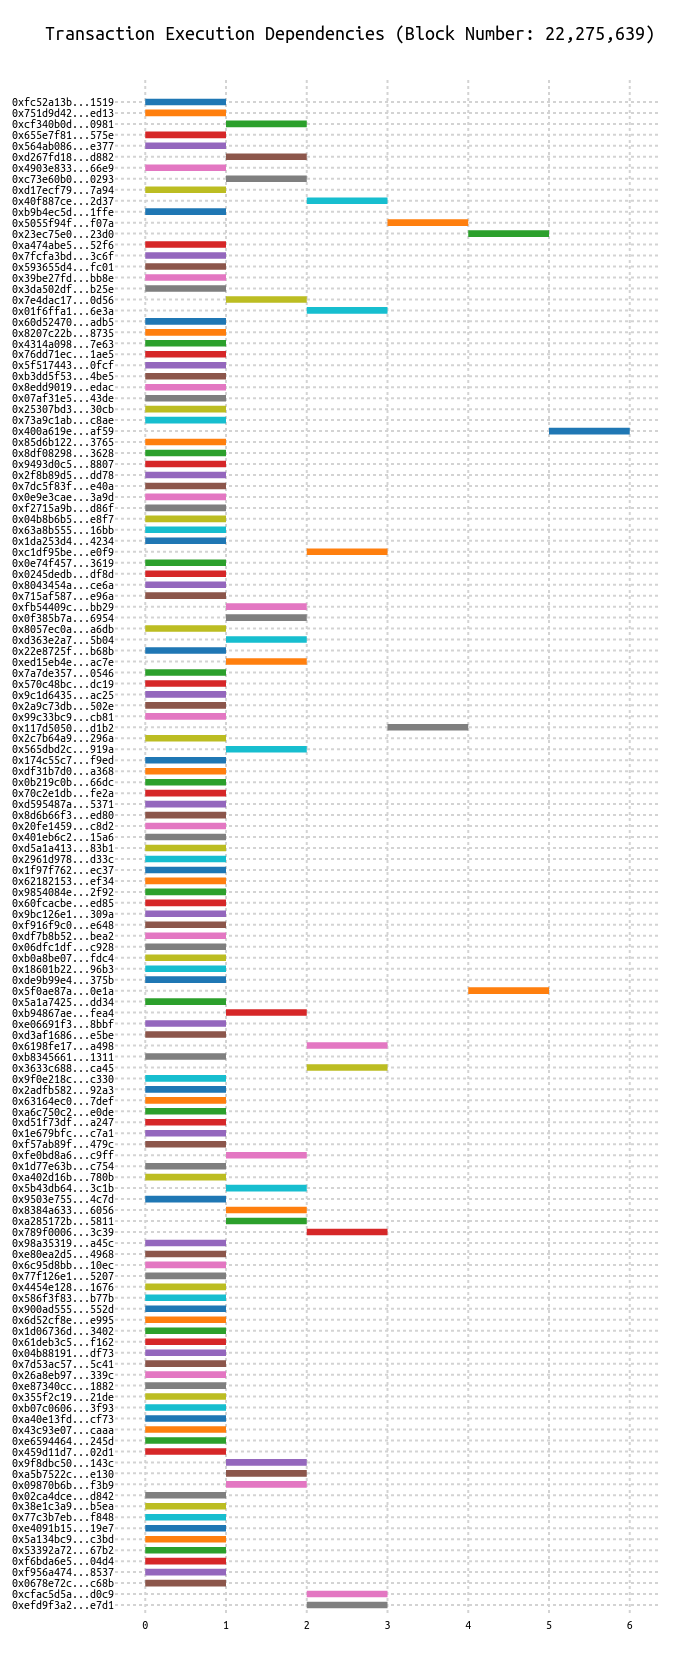 Transaction Execution Dependencies (Block Number: 22,275,639)
0xfc52a13b...1519
0x751d9d42...ed13
0xcf340b0d...0981
0x655e7f81...575e
0x564ab086...e377
0xd267fd18...d882
0x4903e833...66e9
0xc73e60b0...0293
0xd17ecf79...7a94
0x40f887ce...2d37
0xb9b4ec5d...1ffe
0x5055f94f...f07a
0x23ec75e0...23d0
0xa474abe5...52f6
0x7fcfa3bd...3c6f
0x593655d4...fc01
0x39be27fd...bb8e
0x3da502df...b25e
0x7e4dac17...0d56
0x01f6ffa1...6e3a
0x60d52470...adb5
0x8207c22b...8735
0x4314a098...7e63
0x76dd71ec...1ae5
0x5f517443...0fcf
0xb3dd5f53...4be5
0x8edd9019...edac
0x07af31e5...43de
0x25307bd3...30cb
0x73a9c1ab...c8ae
0x400a619e...af59
0x85d6b122...3765
0x8df08298...3628
0x9493d0c5...8807
0x2f8b89d5...dd78
0x7dc5f83f...e40a
0x0e9e3cae...3a9d
0xf2715a9b...d86f
0x04b8b6b5...e8f7
0x63a8b555...16bb
0x1da253d4...4234
0xc1df95be...e0f9
0x0e74f457...3619
0x0245dedb...df8d
0x8043454a...ce6a
0x715af587...e96a
0xfb54409c...bb29
0x0f385b7a...6954
0x8057ec0a...a6db
0xd363e2a7...5b04
0x22e8725f...b68b
0xed15eb4e...ac7e
0x7a7de357...0546
0x570c48bc...dc19
0x9c1d6435...ac25
0x2a9c73db...502e
0x99c33bc9...cb81
0x117d5050...d1b2
0x2c7b64a9...296a
0x565dbd2c...919a
0x174c55c7...f9ed
0xdf31b7d0...a368
0x0b219c0b...66dc
0x70c2e1db...fe2a
0xd595487a...5371
0x8d6b66f3...ed80
0x20fe1459...c8d2
0x401eb6c2...15a6
0xd5a1a413...83b1
0x2961d978...d33c
0x1f97f762...ec37
0x62182153...ef34
0x9854084e...2f92
0x60fcacbe...ed85
0x9bc126e1...309a
0xf916f9c0...e648
0xdf7b8b52...bea2
0x06dfc1df...c928
0xb0a8be07...fdc4
0x18601b22...96b3
0xde9b99e4...375b
0x5f0ae87a...0e1a
0x5a1a7425...dd34
0xb94867ae...fea4
0xe06691f3...8bbf
0xd3af1686...e5be
0x6198fe17...a498
0xb8345661...1311
0x3633c688...ca45
0x9f0e218c...c330
0x2adfb582...92a3
0x63164ec0...7def
0xa6c750c2...e0de
0xd51f73df...a247
0x1e679bfc...c7a1
0xf57ab89f...479c
0xfe0bd8a6...c9ff
0x1d77e63b...c754
0xa402d16b...780b
0x5b43db64...3c1b
0x9503e755...4c7d
0x8384a633...6056
0xa285172b...5811
0x789f0006...3c39
0x98a35319...a45c
0xe80ea2d5...4968
0x6c95d8bb...10ec
0x77f126e1...5207
0x4454e128...1676
0x586f3f83...b77b
0x900ad555...552d
0x6d52cf8e...e995
0x1d06736d...3402
0x61deb3c5...f162
0x04b88191...df73
0x7d53ac57...5c41
0x26a8eb97...339c
0xe87340cc...1882
0x355f2c19...21de
0xb07c0606...3f93
0xa40e13fd...cf73
0x43c93e07...caaa
0xe6594464...245d
0x459d11d7...02d1
0x9f8dbc50...143c
0xa5b7522c...e130
0x09870b6b...f3b9
0x02ca4dce...d842
0x38e1c3a9...b5ea
0x77c3b7eb...f848
0xe4091b15...19e7
0x5a134bc9...c3bd
0x53392a72...67b2
0xf6bda6e5...04d4
0xf956a474...8537
0x0678e72c...c68b
0xcfac5d5a...d0c9
0xefd9f3a2...e7d1
0 1 2 3 4 5 6